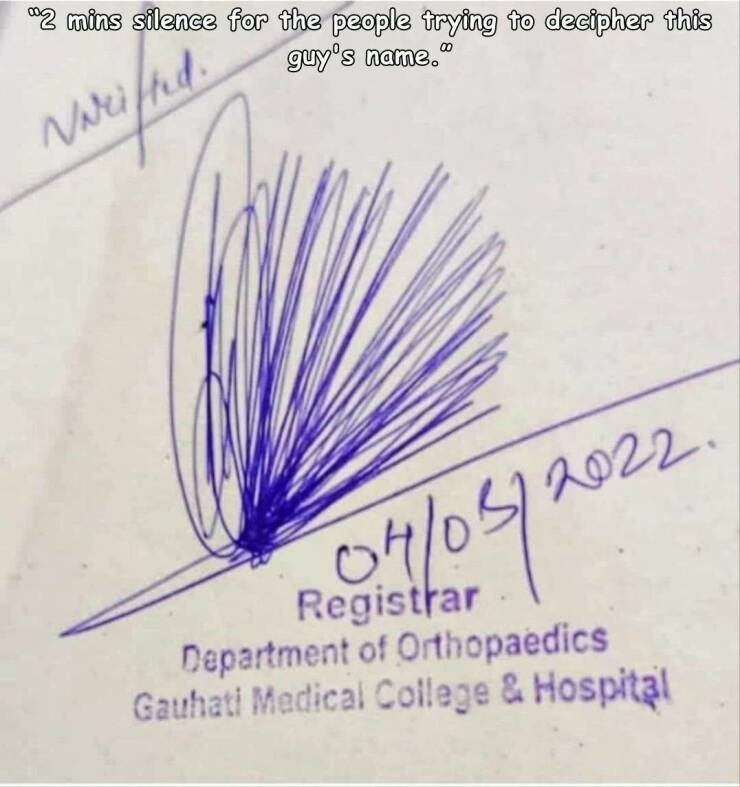 “2 mins silence for the people trying to decipher this
guy's name.“
04/03/2022.
Registrar
Department of Orthopaedics
Gauhati Medical College & Hospital